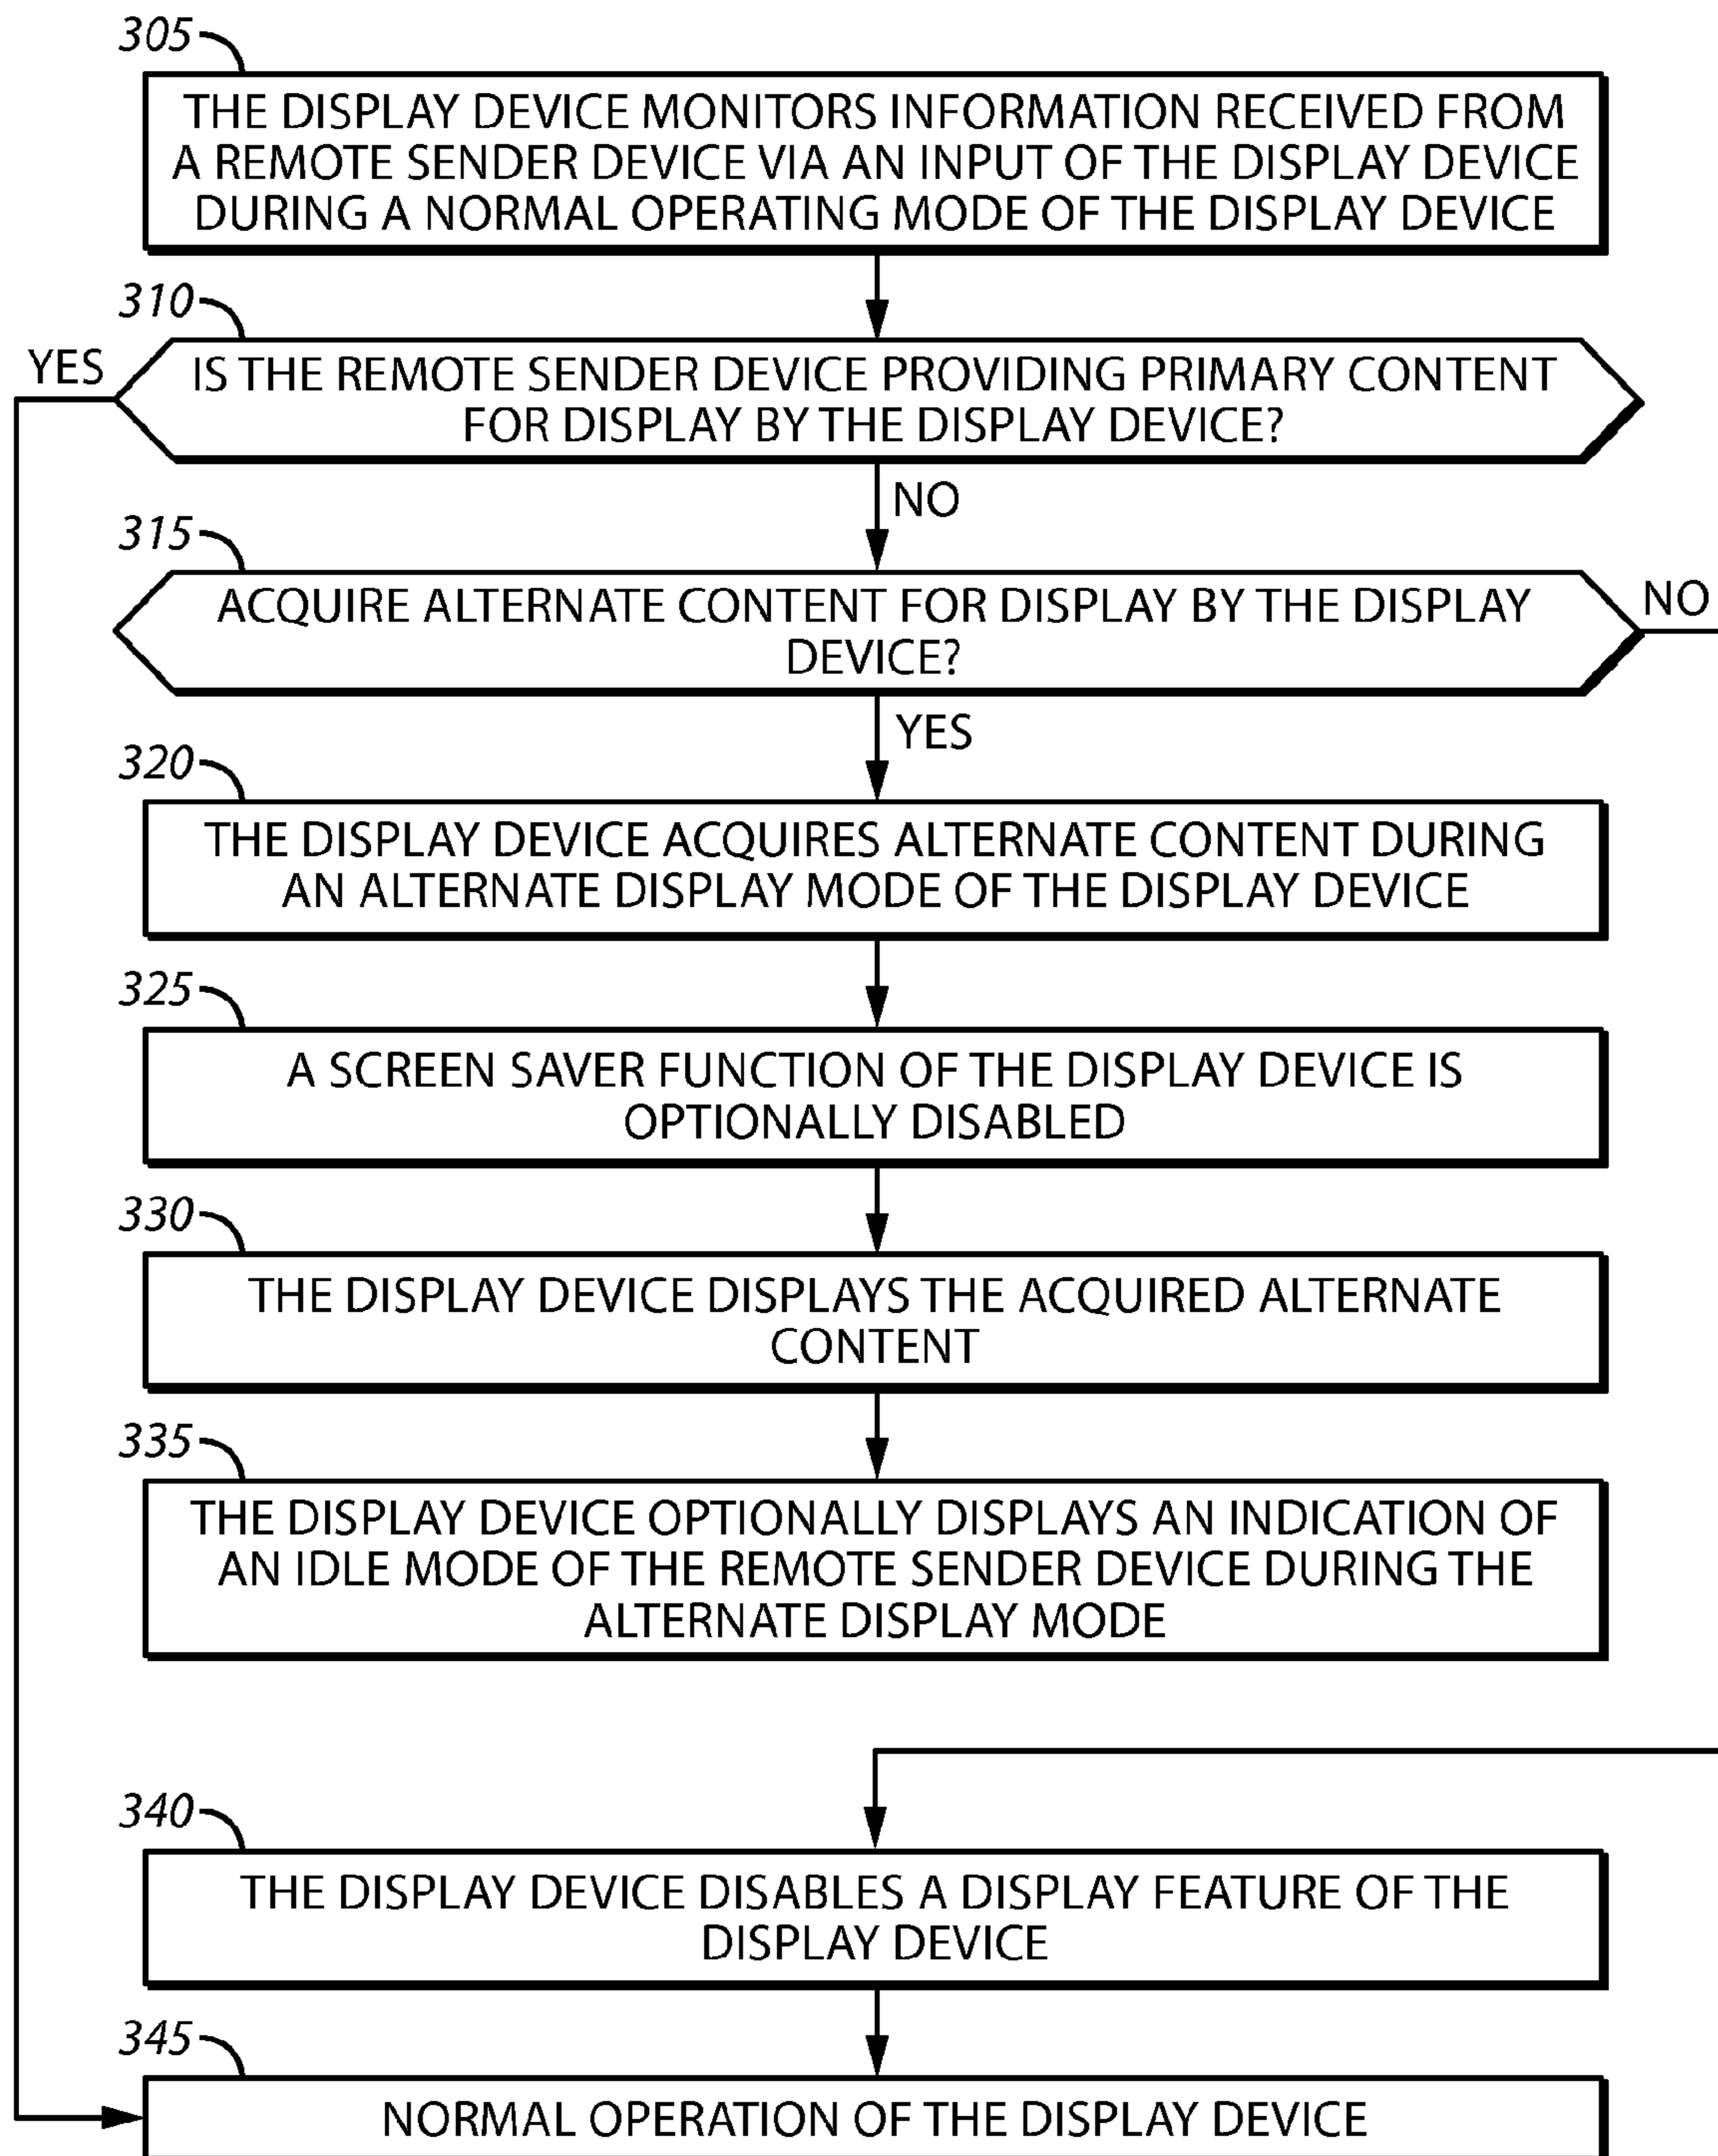 305
THE DISPLAY DEVICE MONITORS INFORMATION RECEIVED FROM
A REMOTE SENDER DEVICE VIA AN INPUT OF THE DISPLAY DEVICE
DURING A NORMAL OPERATING MODE OF THE DISPLAY DEVICE
310
YES
IS THE REMOTE SENDER DEVICE PROVIDING PRIMARY CONTENT
FOR DISPLAY BY THE DISPLAY DEVICE?
NO
315
ACQUIRE ALTERNATE CONTENT FOR DISPLAY BY THE DISPLAY
DEVICE?
NO
YES
320
THE DISPLAY DEVICE ACQUIRES ALTERNATE CONTENT DURING
AN ALTERNATE DISPLAY MODE OF THE DISPLAY DEVICE
325
A SCREEN SAVER FUNCTION OF THE DISPLAY DEVICE IS
OPTIONALLY DISABLED
330
THE DISPLAY DEVICE DISPLAYS THE ACQUIRED ALTERNATE
CONTENT
335
THE DISPLAY DEVICE OPTIONALLY DISPLAYS AN INDICATION OF
AN IDLE MODE OF THE REMOTE SENDER DEVICE DURING THE
ALTERNATE DISPLAY MODE
340
THE DISPLAY DEVICE DISABLES A DISPLAY FEATURE OF THE
DISPLAY DEVICE
345
NORMAL OPERATION OF THE DISPLAY DEVICE